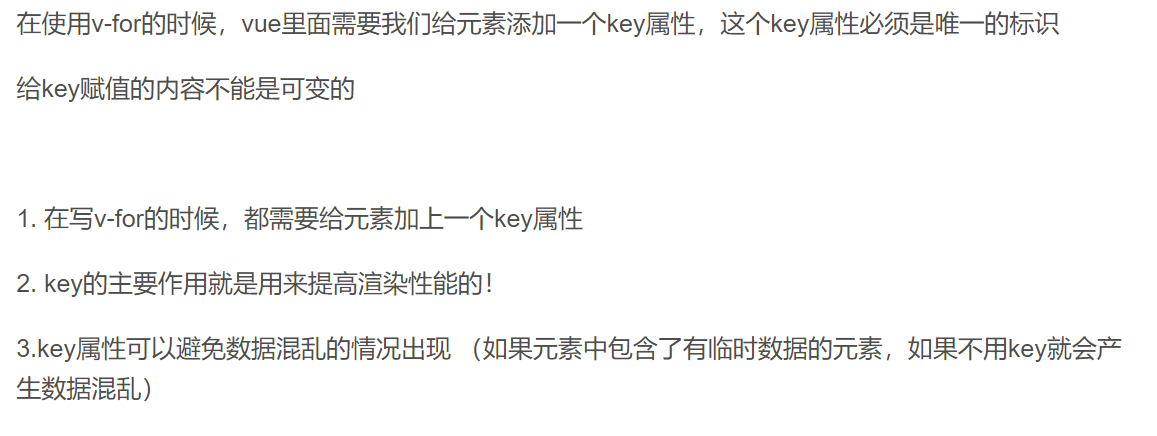 在使用v-for的时候，vue里面需要我们给元素添加一个key属性，这个key属性必须是唯一的标识
给key赋值的内容不能是可变的
1. 在写v-for的时候，都需要给元素加上一个key属性
2. key的主要作用就是用来提高渲染性能的！
3.key属性可以避免数据混乱的情况出现 （如果元素中包含了有临时数据的元素，如果不用key就会产
生数据混乱）